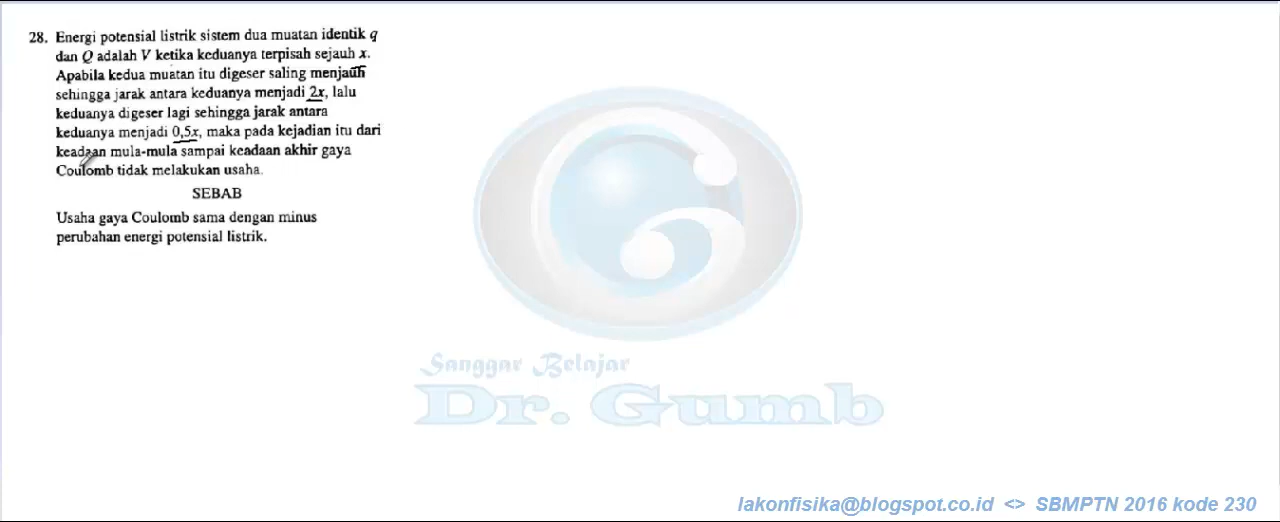 28. Energi potensial listrik sistem dua muatan identik q
dan Q adalah V ketika keduanya terpisah sejauh x.
Apabila kedua muatan itu digeser saling menjauh
sehingga jarak antara keduanya menjadi 2x, lalu
keduanya digeser lagi sehingga jarak antara
keduanya menjadi 0,5x, maka pada kejadian itu dari
keadaan mula-mula sampai keadaan akhir gaya
Coulomb tidak melakukan usaha.
SEBAB
Usaha gaya Coulomb sama dengan minus
perubahan energi potensial listrik.
Sanggar Belajar
Dr. Gumb
lakonfisika@blogspot.co.id <> SBMPTN 2016 kode 230